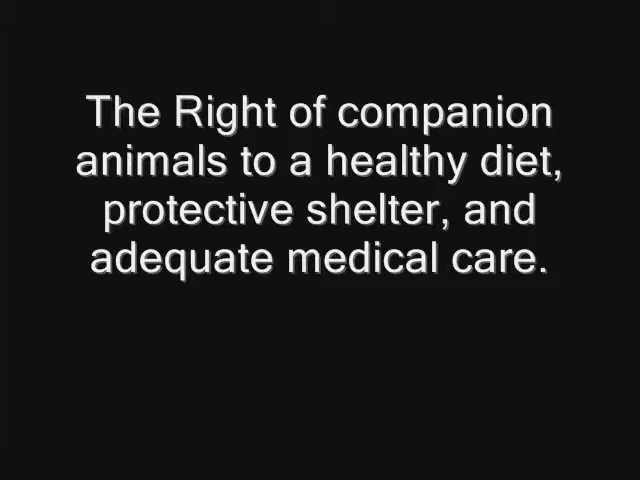 The Right of companion
animals to a healthy diet,
protective shelter, and
adequate medical care.